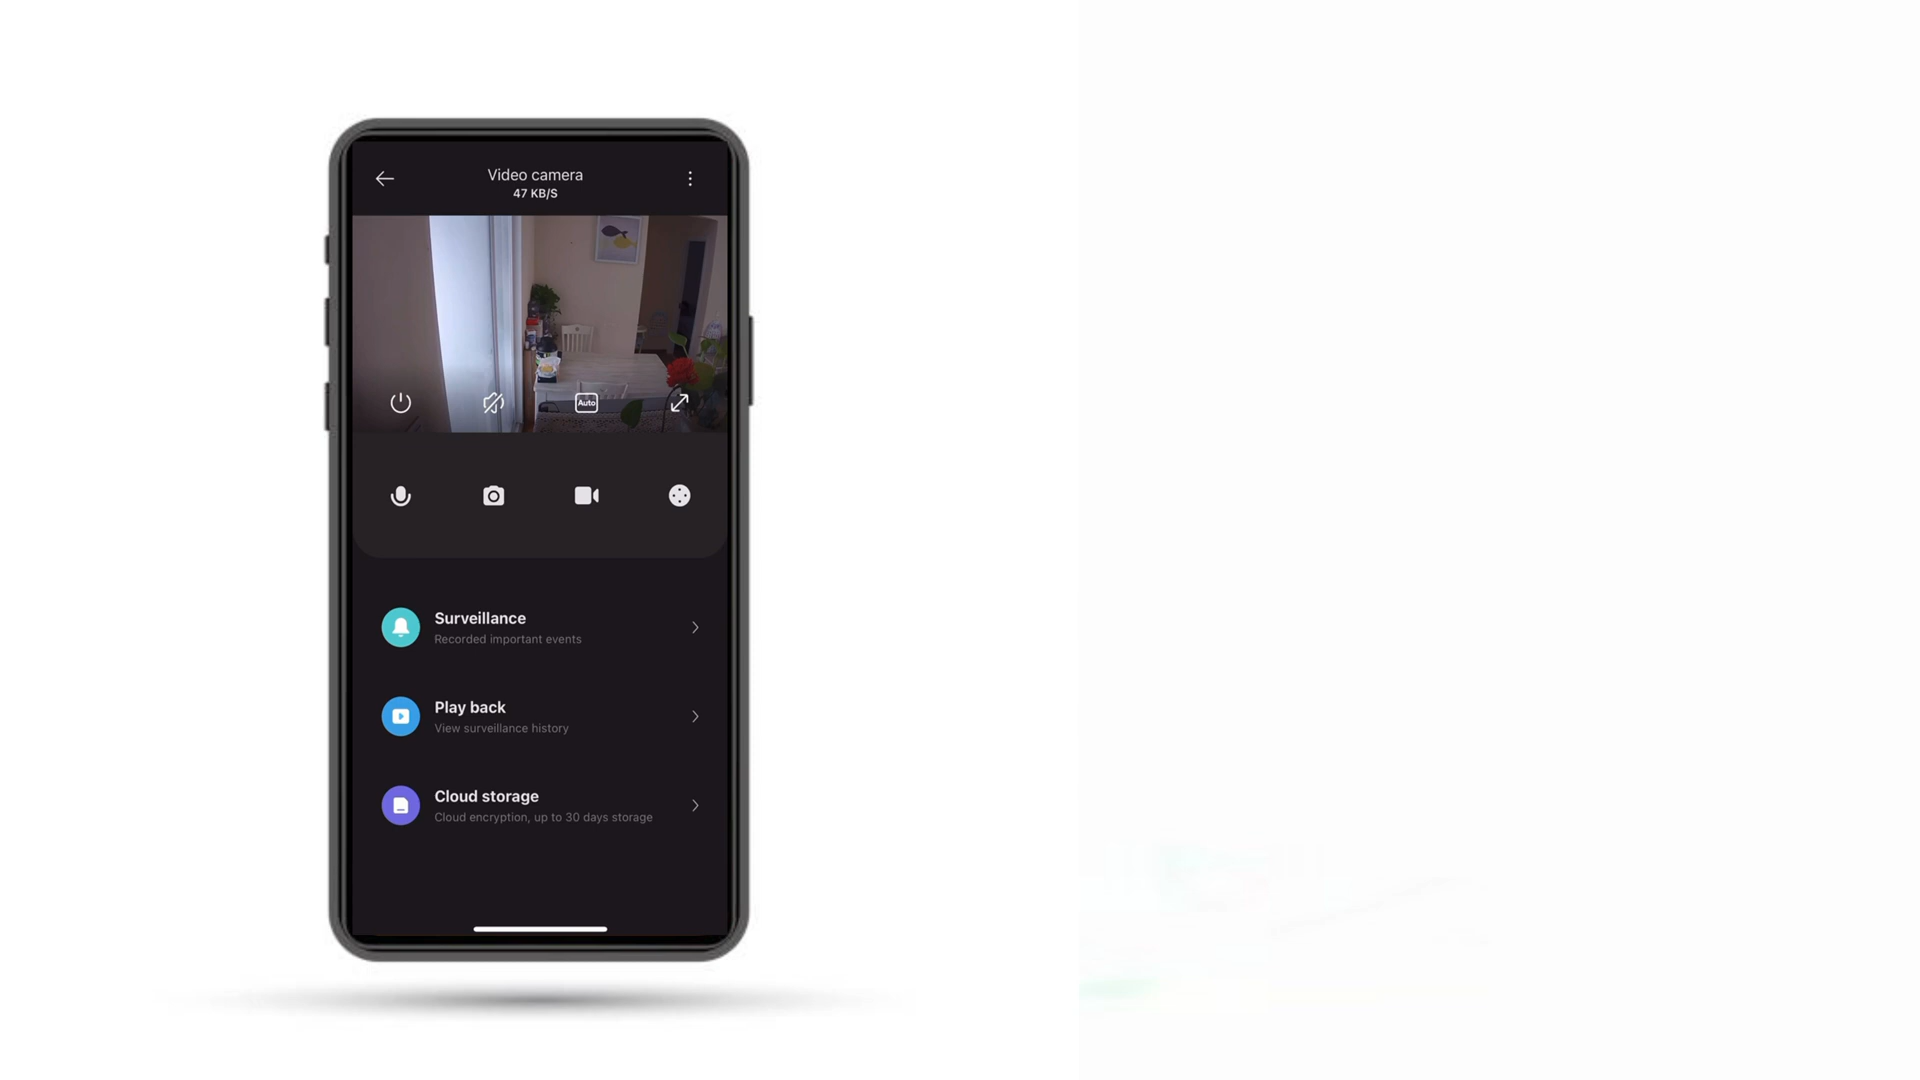 Video camera
47 KB/S
Auto
Surveillance
Recorded important events
Play back
View surveillance history
Cloud storage
Cloud encryption, up to 30 days storage